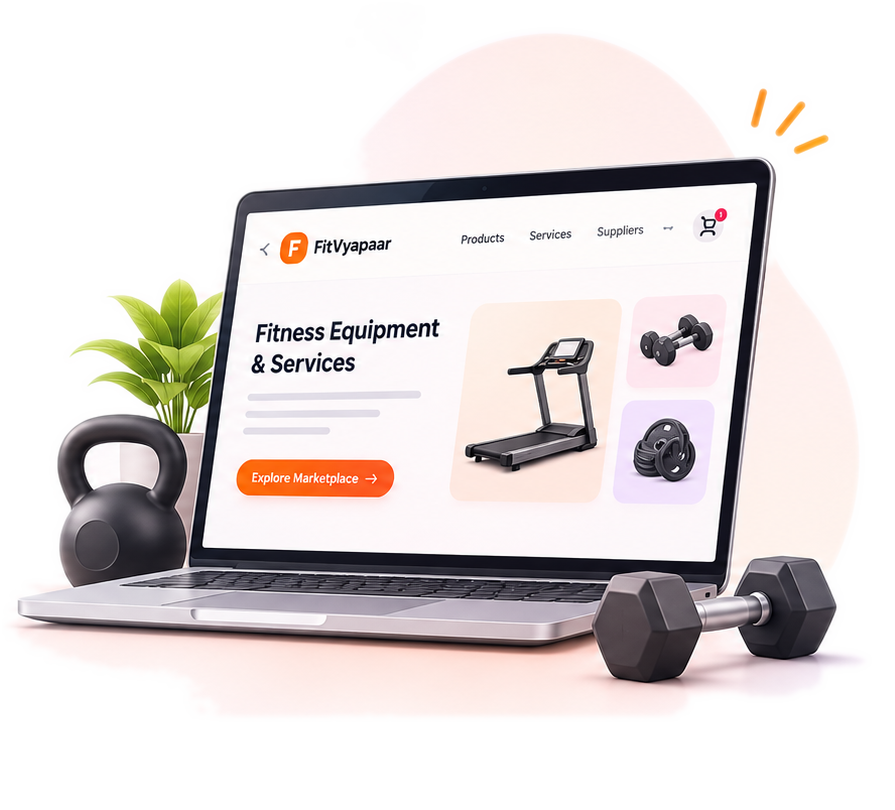 F FitVyapaar
Products
Services
Suppliers
1
Fitness Equipment
& Services
Explore Marketplace →